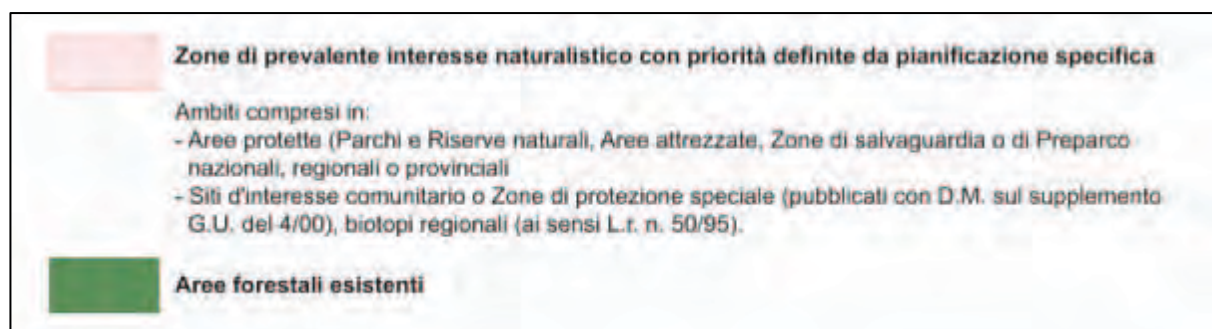 Zone di prevalente interesse naturalistico con priorità definite da pianificazione specifica
Ambiti compresi in:
- Aree protette (Parchi e Riserve naturali, Aree attrezzate, Zone di salvaguardia o di Preparco
nazionali, regionali o provinciali
- Siti d'interesse comunitario o Zone di protezione speciale (pubblicati con D.M. sul supplemento
G.U. del 4/00), biotopi regionali (ai sensi L.r. n. 50/95).
Aree forestali esistenti